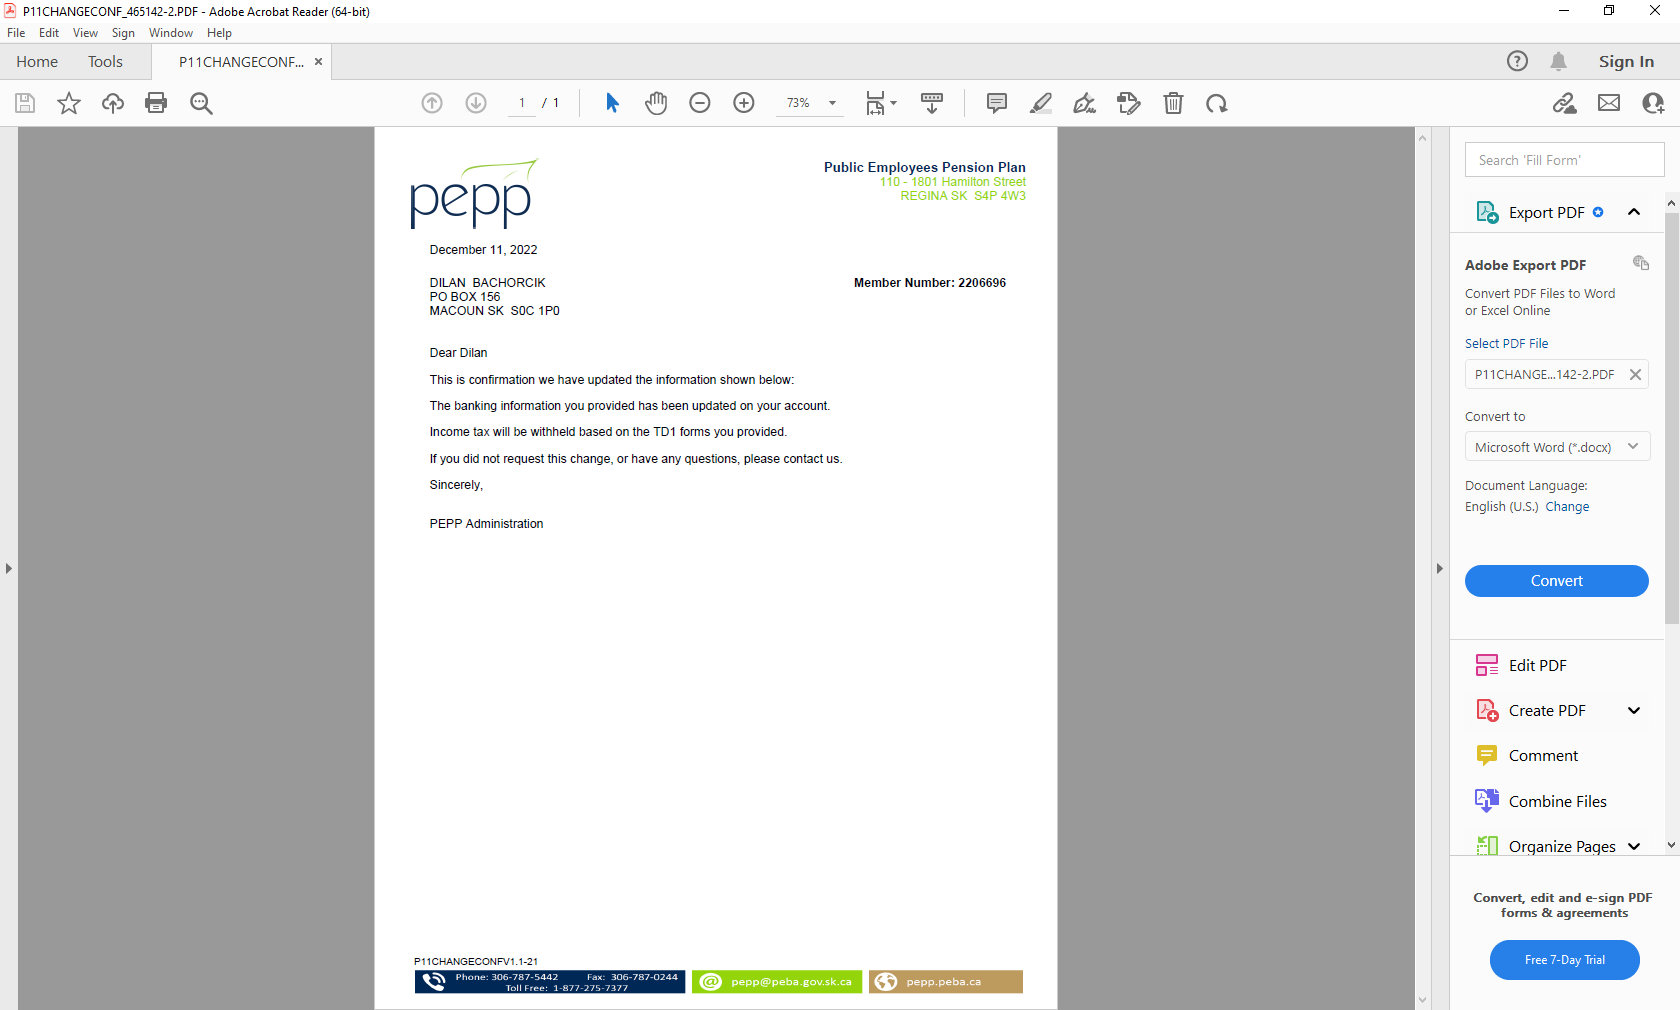 P11CHANGECONF_465142-2.PDF - Adobe Acrobat Reader (64-bit)
File Edit View Sign Window Help
Home Tools P11CHANGECONF... × Sign In
1 / 1 73%
pepp
Public Employees Pension Plan
110 - 1801 Hamilton Street
REGINA SK S4P 4W3
December 11, 2022
DILAN BACHORCIK Member Number: 2206696
PO BOX 156
MACOUN SK S0C 1P0
Dear Dilan
This is confirmation we have updated the information shown below:
The banking information you provided has been updated on your account.
Income tax will be withheld based on the TD1 forms you provided.
If you did not request this change, or have any questions, please contact us.
Sincerely,
PEPP Administration
P11CHANGECONFV1.1-21
Phone: 306-787-5442 Fax: 306-787-0244
Toll Free: 1-877-275-7377
pepp@peba.gov.sk.ca
pepp.peba.ca
Search 'Fill Form'
Export PDF
Adobe Export PDF
Convert PDF Files to Word
or Excel Online
Select PDF File
P11CHANGE...142-2.PDF
Convert to
Microsoft Word (*.docx)
Document Language:
English (U.S.) Change
Convert
Edit PDF
Create PDF
Comment
Combine Files
Organize Pages
Convert, edit and e-sign PDF
forms & agreements
Free 7-Day Trial